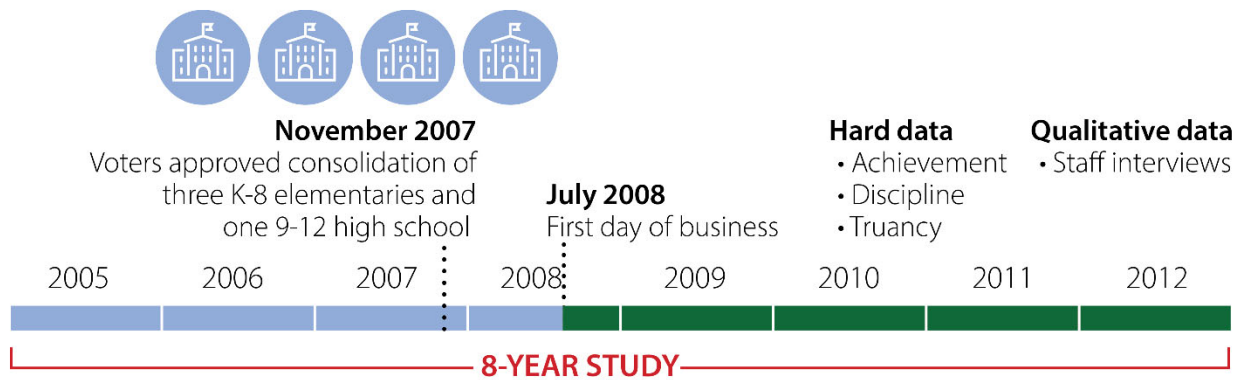 November 2007
Voters approved consolidation of
three K-8 elementaries and
one 9-12 high school
July 2008
First day of business
Hard data
• Achievement
• Discipline
• Truancy
Qualitative data
• Staff interviews
2005 2006 2007 2008 2009 2010 2011 2012
8-YEAR STUDY